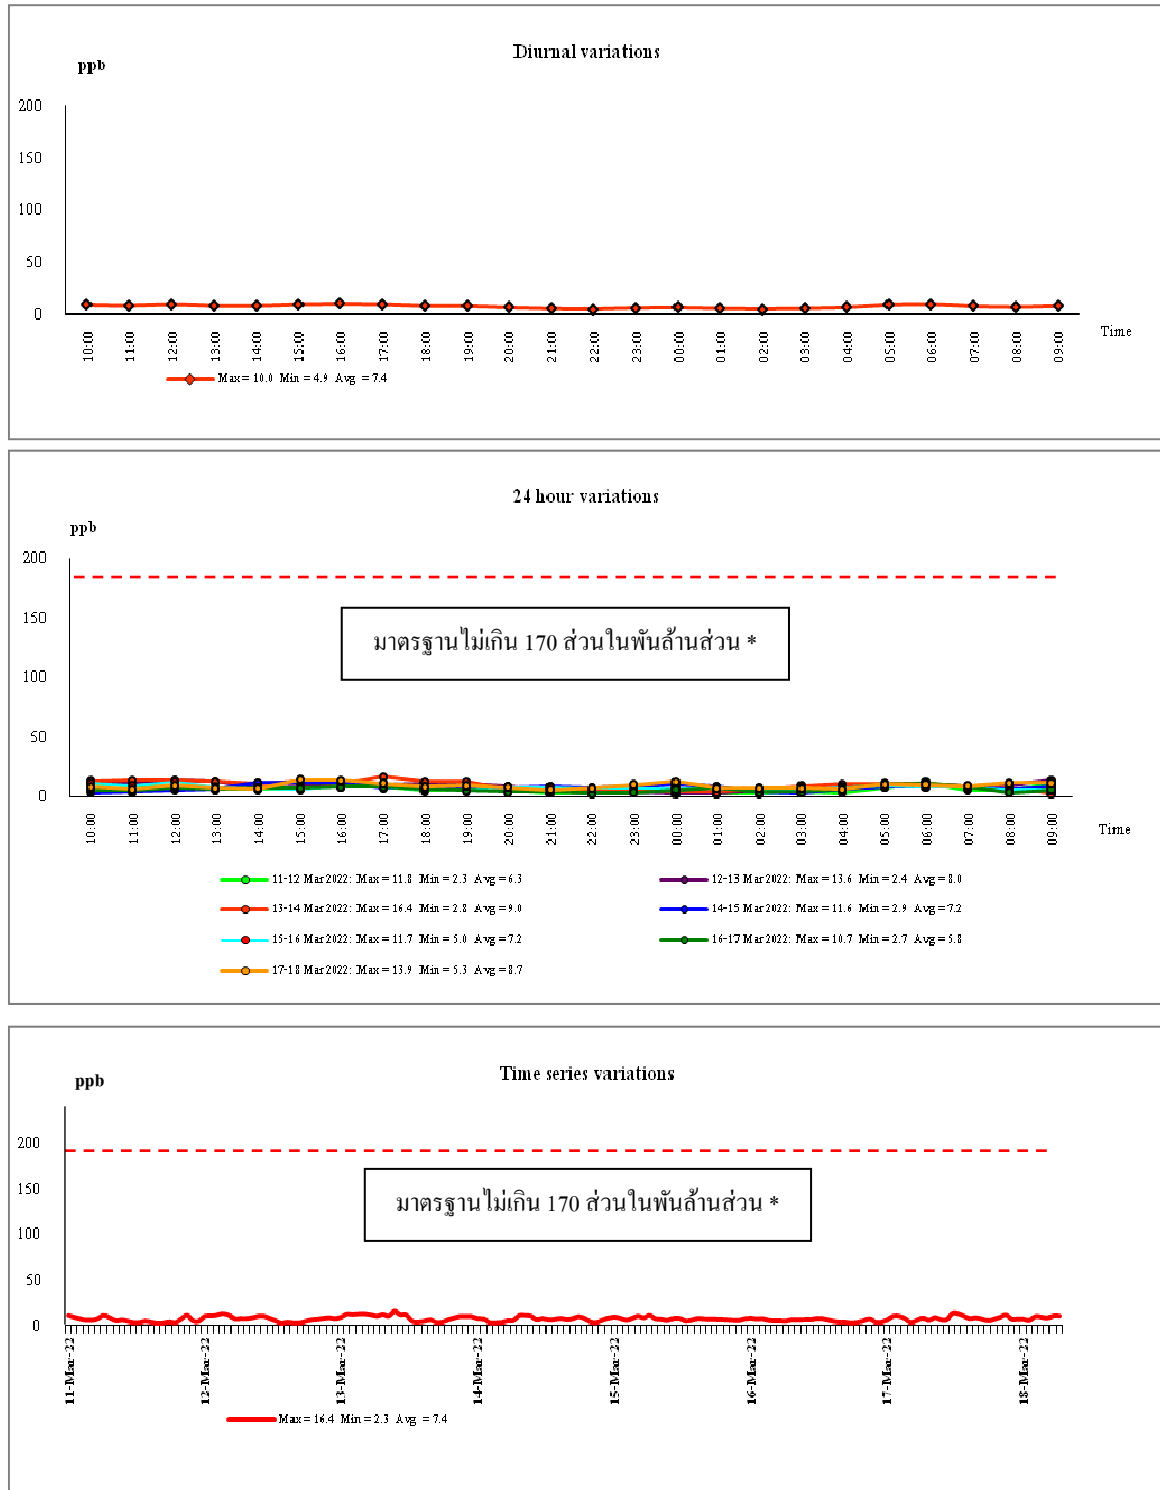 Diurnal variations
ppb
200
150
100
50
0
10:00 11:00 12:00 13:00 14:00 15:00 16:00 17:00 18:00 19:00 20:00 21:00 22:00 23:00 00:00 01:00 02:00 03:00 04:00 05:00 06:00 07:00 08:00 09:00
Time
Max = 10.0 Min = 4.9 Avg = 7.4
24 hour variations
ppb
200
150
100
50
0
มาตรฐานไม่เกิน 170 ส่วนในพันล้านส่วน *
10:00 11:00 12:00 13:00 14:00 15:00 16:00 17:00 18:00 19:00 20:00 21:00 22:00 23:00 00:00 01:00 02:00 03:00 04:00 05:00 06:00 07:00 08:00 09:00
Time
11-12 Mar 2022: Max = 11.8 Min = 2.3 Avg = 6.3
12-13 Mar 2022: Max = 13.6 Min = 2.4 Avg = 8.0
13-14 Mar 2022: Max = 16.4 Min = 2.8 Avg = 9.0
14-15 Mar 2022: Max = 11.6 Min = 2.9 Avg = 7.2
15-16 Mar 2022: Max = 11.7 Min = 5.0 Avg = 7.2
16-17 Mar 2022: Max = 10.7 Min = 2.7 Avg = 5.8
17-18 Mar 2022: Max = 13.9 Min = 5.3 Avg = 8.7
Time series variations
ppb
200
150
100
50
0
มาตรฐานไม่เกิน 170 ส่วนในพันล้านส่วน *
11-Mar-22 12-Mar-22 13-Mar-22 14-Mar-22 15-Mar-22 16-Mar-22 17-Mar-22 18-Mar-22
Max = 16.4 Min = 2.3 Avg = 7.4